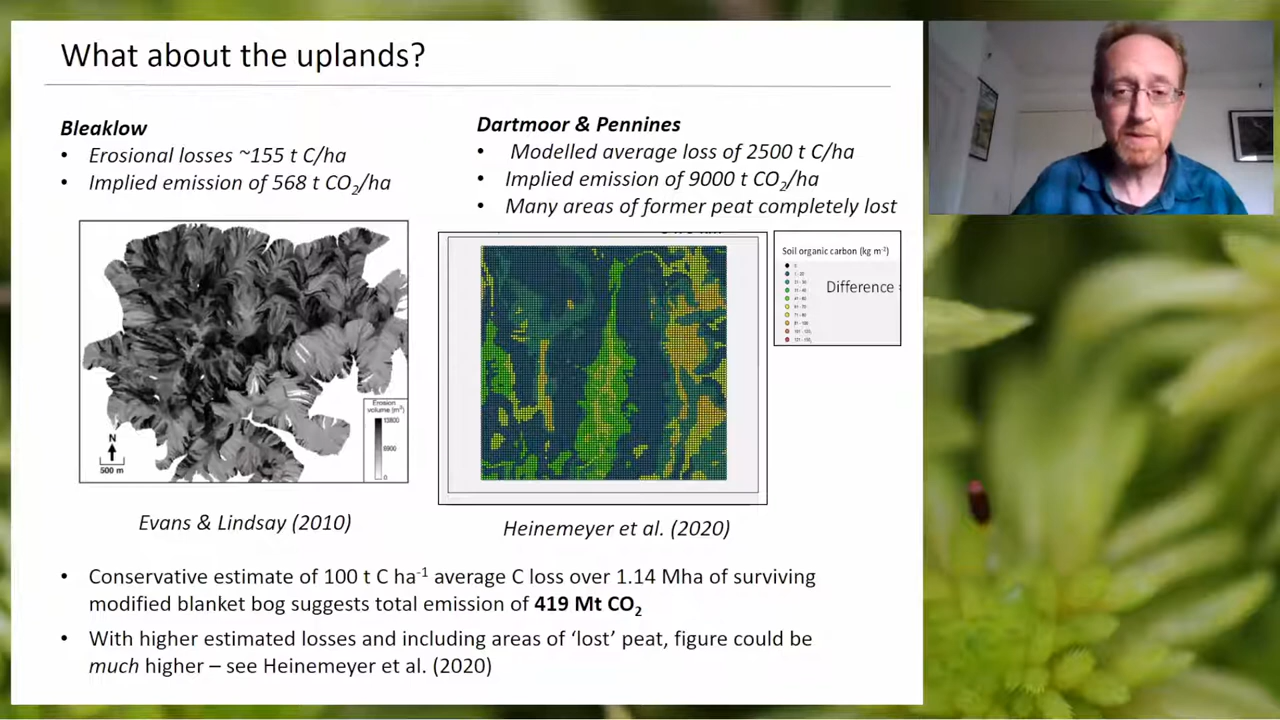 What about the uplands?
Bleaklow
• Erosional losses ~155 t C/ha
• Implied emission of 568 t CO₂/ha
Dartmoor & Pennines
• Modelled average loss of 2500 t C/ha
• Implied emission of 9000 t CO₂/ha
• Many areas of former peat completely lost
Erosion
volume (m³)
13800
6900
0
N
500 m
Soil organic carbon (kg m⁻²)
Difference
Evans & Lindsay (2010)
Heinemeyer et al. (2020)
• Conservative estimate of 100 t C ha⁻¹ average C loss over 1.14 Mha of surviving
modified blanket bog suggests total emission of 419 Mt CO₂
• With higher estimated losses and including areas of ‘lost’ peat, figure could be
much higher – see Heinemeyer et al. (2020)